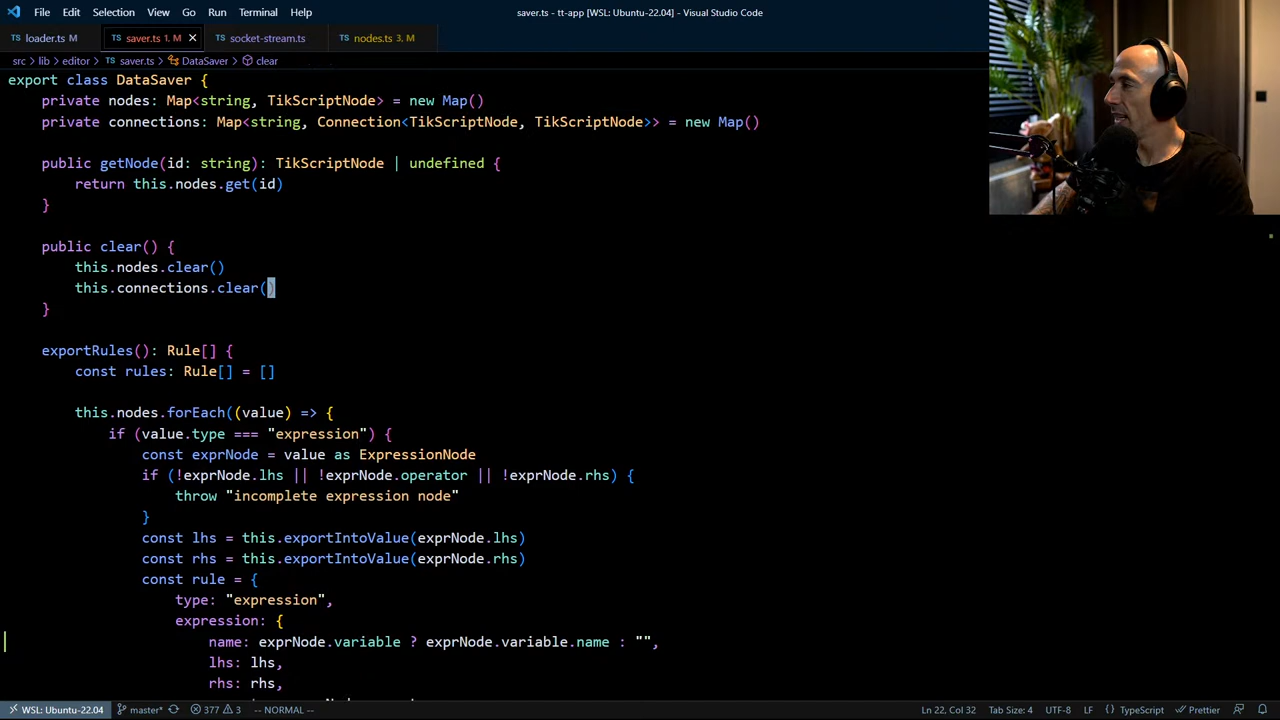 File Edit Selection View Go Run Terminal Help
saver.ts - tt-app [WSL: Ubuntu-22.04] - Visual Studio Code
TS loader.ts M
TS saver.ts 1, M
TS socket-stream.ts
TS nodes.ts 3, M
src > lib > editor > TS saver.ts > DataSaver > clear
export class DataSaver {
private nodes: Map<string, TikScriptNode> = new Map()
private connections: Map<string, Connection<TikScriptNode, TikScriptNode>> = new Map()
public getNode(id: string): TikScriptNode | undefined {
return this.nodes.get(id)
}
public clear() {
this.nodes.clear()
this.connections.clear()
}
exportRules(): Rule[] {
const rules: Rule[] = []
this.nodes.forEach((value) => {
if (value.type === "expression") {
const exprNode = value as ExpressionNode
if (!exprNode.lhs || !exprNode.operator || !exprNode.rhs) {
throw "incomplete expression node"
}
const lhs = this.exportIntoValue(exprNode.lhs)
const rhs = this.exportIntoValue(exprNode.rhs)
const rule = {
type: "expression",
expression: {
name: exprNode.variable ? exprNode.variable.name : "",
lhs: lhs,
rhs: rhs,
WSL: Ubuntu-22.04 master* 377 3 -- NORMAL -- Ln 22, Col 32 Tab Size: 4 UTF-8 LF {} TypeScript Prettier